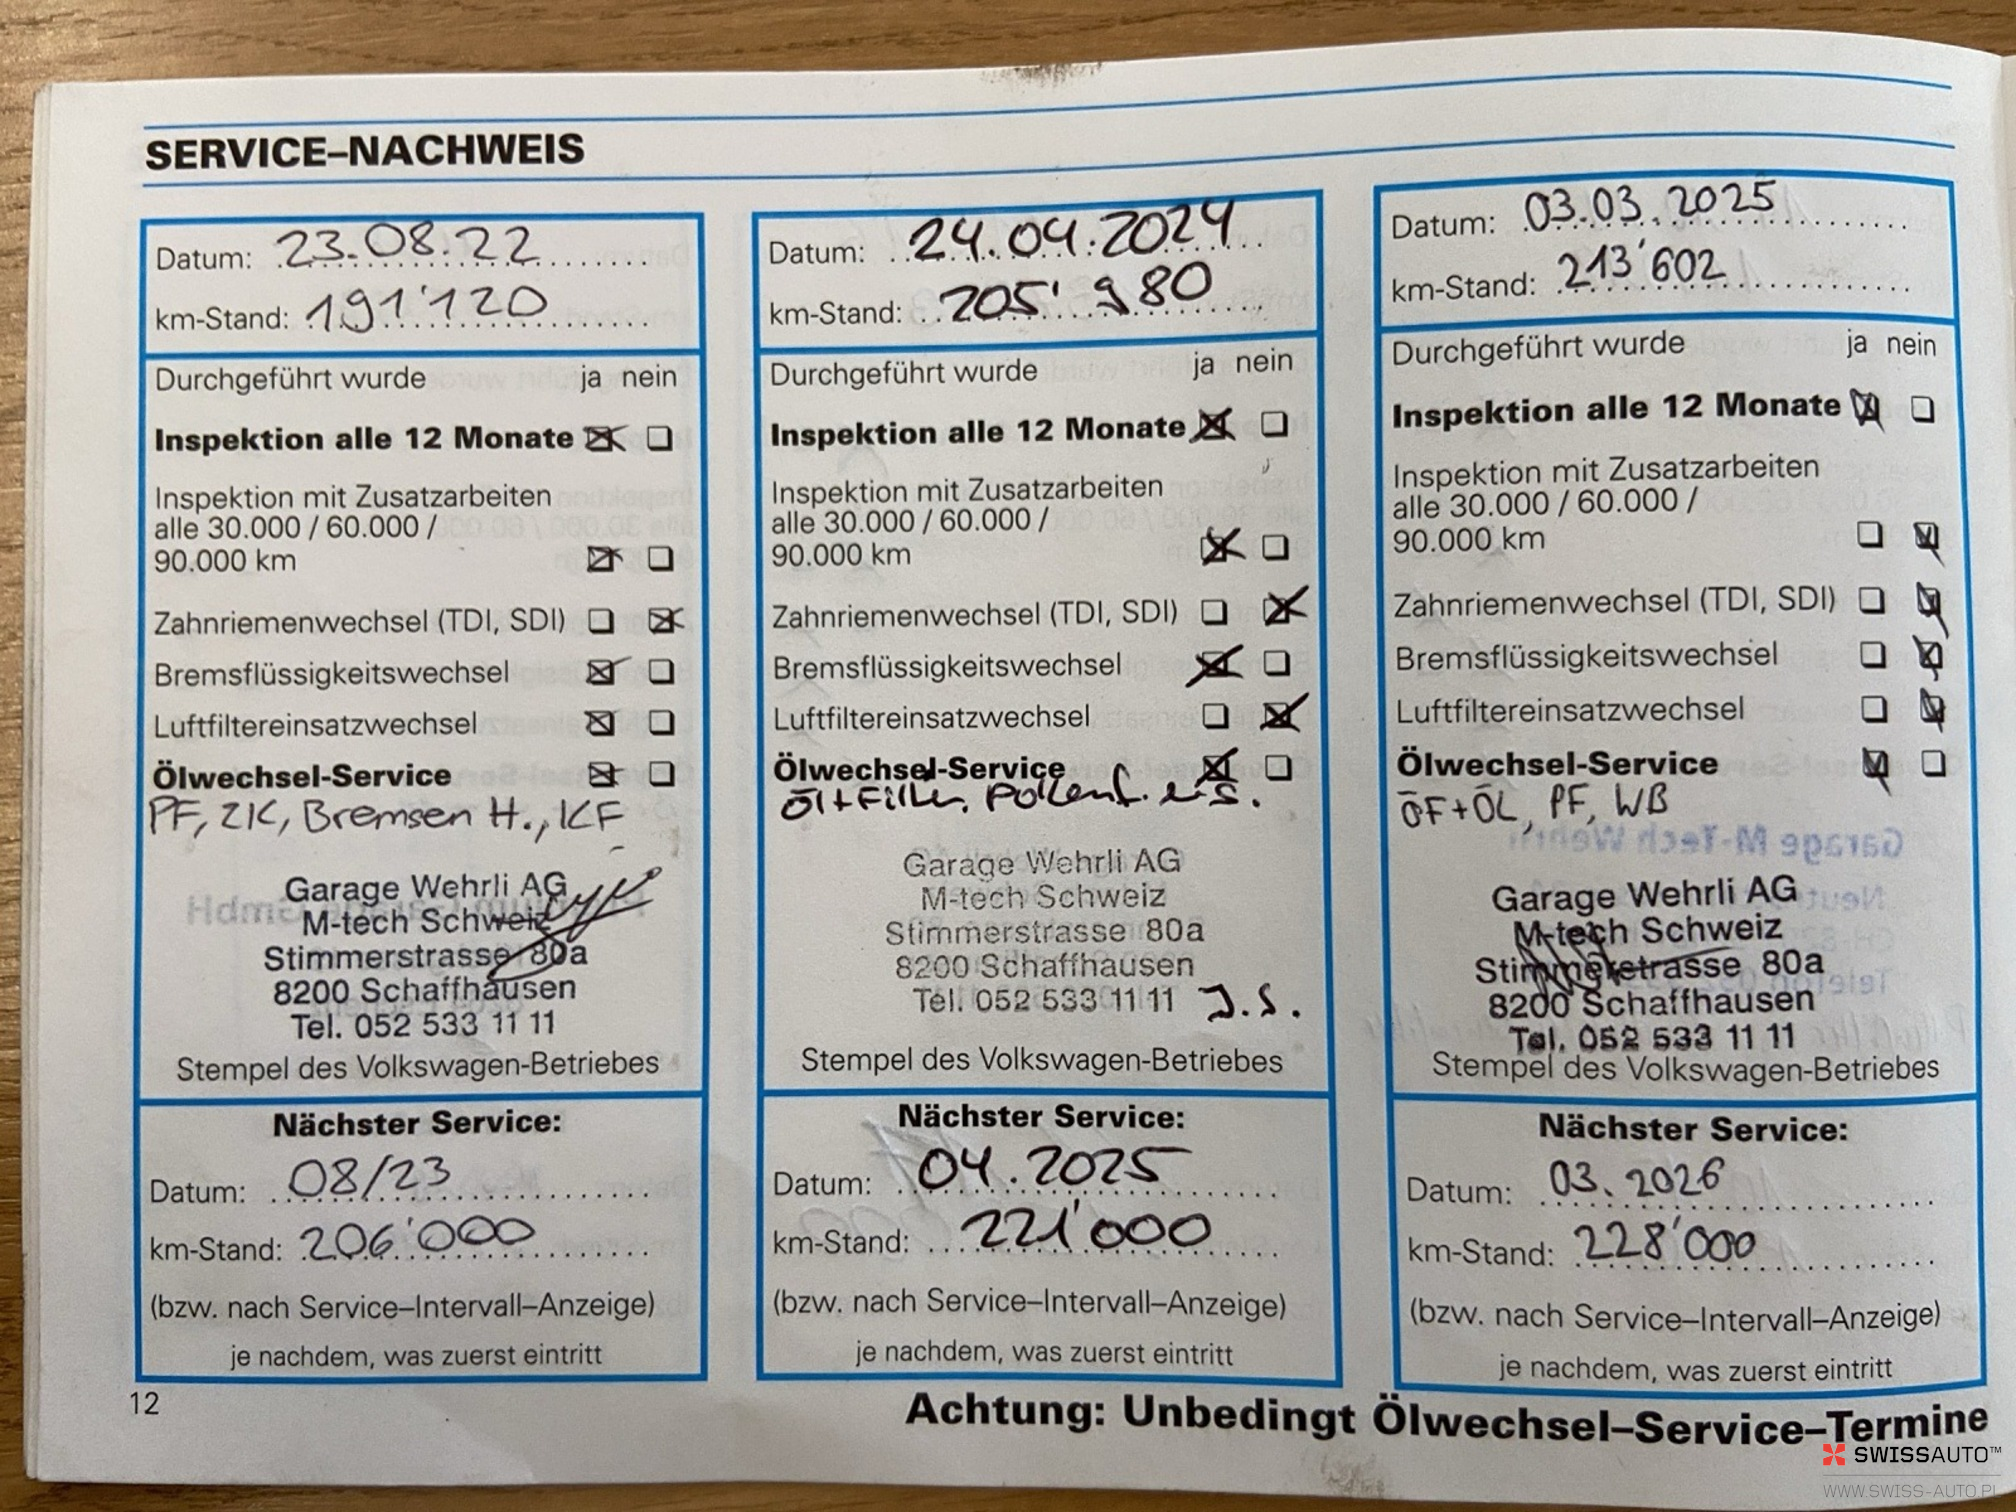 SERVICE–NACHWEIS
Datum: 23.08.22
km-Stand: 191'120
Durchgeführt wurde ja nein
Inspektion alle 12 Monate
Inspektion mit Zusatzarbeiten
alle 30.000 / 60.000 /
90.000 km
Zahnriemenwechsel (TDI, SDI)
Bremsflüssigkeitswechsel
Luftfiltereinsatzwechsel
Ölwechsel-Service
PF, ZK, Bremsen H., KF
Garage Wehrli AG
M-tech Schweiz
Stimmerstrasse 80a
8200 Schaffhausen
Tel. 052 533 11 11
Stempel des Volkswagen-Betriebes
Nächster Service:
Datum: 08/23
km-Stand: 206'000
(bzw. nach Service–Intervall–Anzeige)
je nachdem, was zuerst eintritt
12
Datum: 24.04.2024
km-Stand: 205'980
Durchgeführt wurde ja nein
Inspektion alle 12 Monate
Inspektion mit Zusatzarbeiten
alle 30.000 / 60.000 /
90.000 km
Zahnriemenwechsel (TDI, SDI)
Bremsflüssigkeitswechsel
Luftfiltereinsatzwechsel
Ölwechsel-Service
Öl+Filter, Pollenf.
Garage Wehrli AG
M-tech Schweiz
Stimmerstrasse 80a
8200 Schaffhausen
Tel. 052 533 11 11 J.S.
Stempel des Volkswagen-Betriebes
Nächster Service:
Datum: 04.2025
km-Stand: 221'000
(bzw. nach Service–Intervall–Anzeige)
je nachdem, was zuerst eintritt
Datum: 03.03.2025
km-Stand: 213'602
Durchgeführt wurde ja nein
Inspektion alle 12 Monate
Inspektion mit Zusatzarbeiten
alle 30.000 / 60.000 /
90.000 km
Zahnriemenwechsel (TDI, SDI)
Bremsflüssigkeitswechsel
Luftfiltereinsatzwechsel
Ölwechsel-Service
ÖF+ÖL, PF, WB
Garage Wehrli AG
M-tech Schweiz
Stimmerstrasse 80a
8200 Schaffhausen
Tel. 052 533 11 11
Stempel des Volkswagen-Betriebes
Nächster Service:
Datum: 03.2026
km-Stand: 228'000
(bzw. nach Service–Intervall–Anzeige)
je nachdem, was zuerst eintritt
Achtung: Unbedingt Ölwechsel–Service–Termine
SWISSAUTO™
WWW.SWISS-AUTO.PL